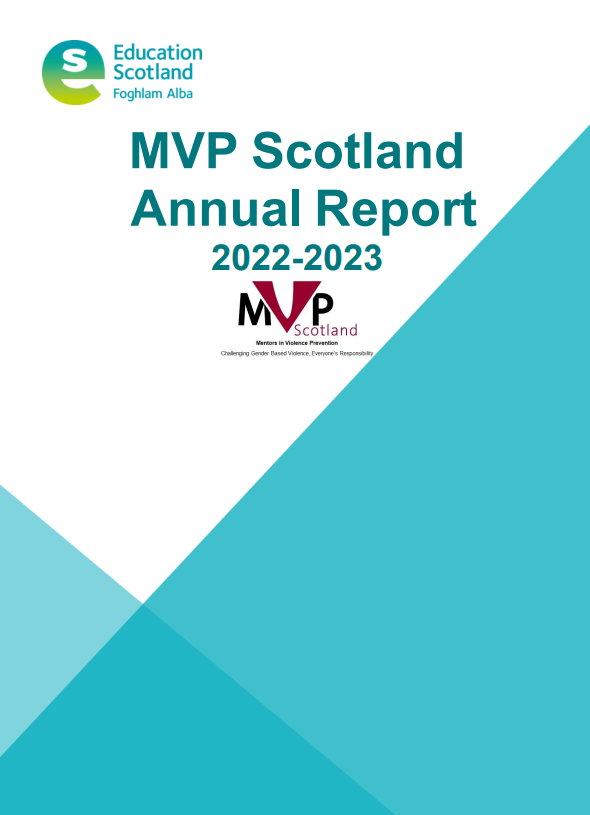 Education
Scotland
Foghlam Alba
MVP Scotland
Annual Report
2022-2023
MVP
Scotland
Mentors in Violence Prevention
Challenging Gender Based Violence, Everyone's Responsibility